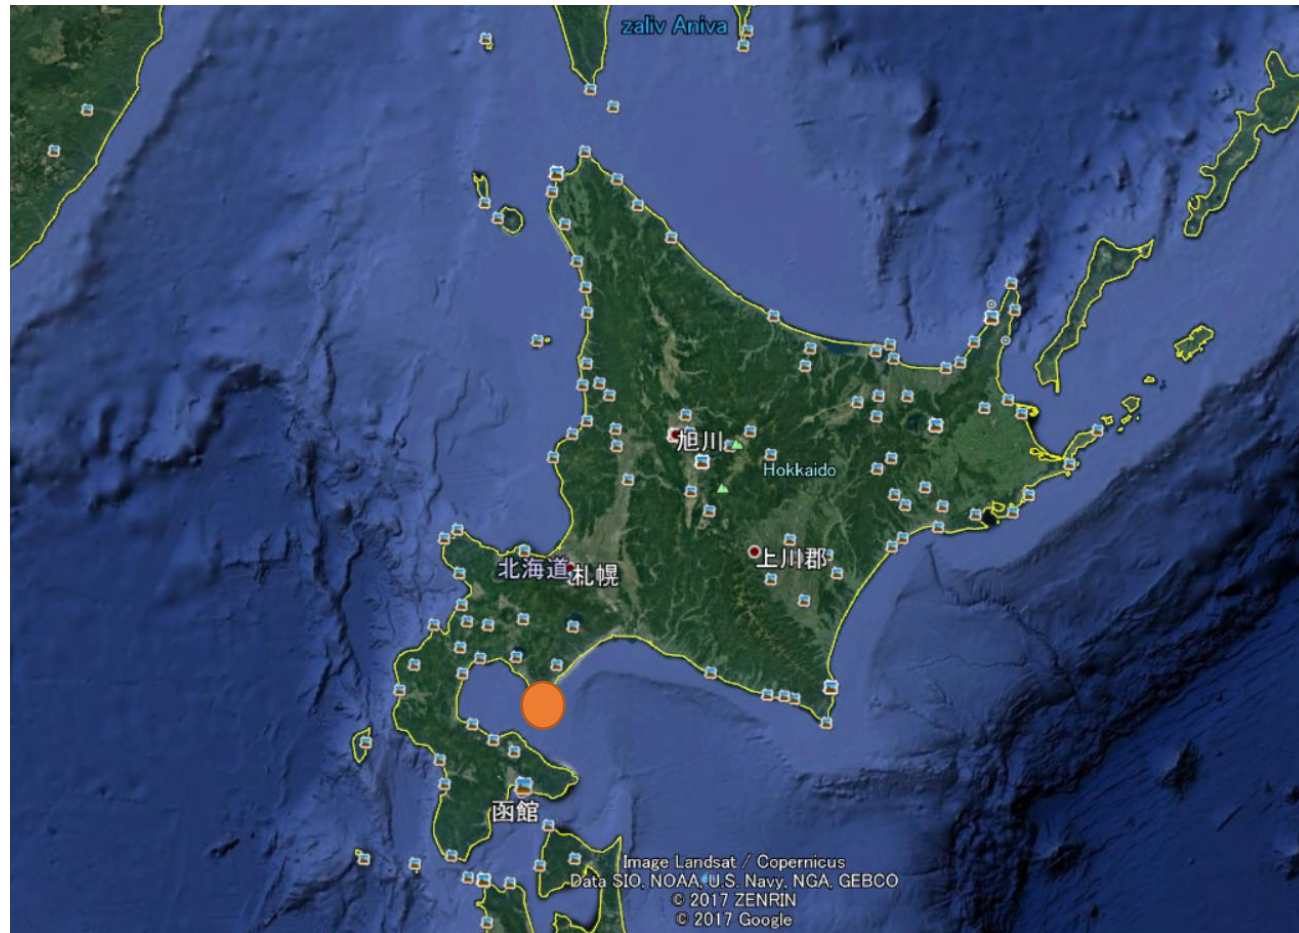 zaliv Aniva
旭川
Hokkaido
上川郡
北海道
札幌
函館
Image Landsat / Copernicus
Data SIO, NOAA, U.S. Navy, NGA, GEBCO
© 2017 ZENRIN
© 2017 Google